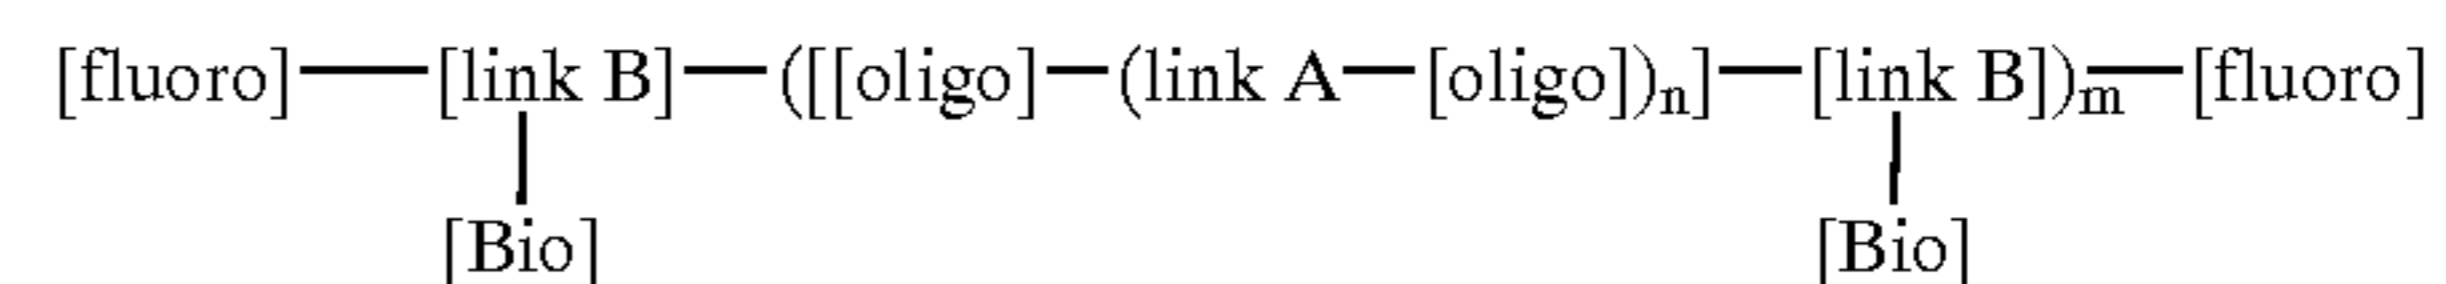 [fluoro]—[link B]—([[oligo]—(link A—[oligo])n]—[link B])m—[fluoro]
[Bio] [Bio]